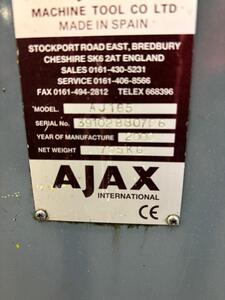 MACHINE TOOL CO LTD
MADE IN SPAIN
STOCKPORT ROAD EAST, BREDBURY
CHESHIRE SK6 2AT ENGLAND
SALES 0161-430-5231
SERVICE 0161-406-8566
FAX 0161-494-2812 TELEX 668396
MODEL. AJ165
SERIAL No.
YEAR OF MANUFACTURE
NET WEIGHT
AJAX
INTERNATIONAL CE